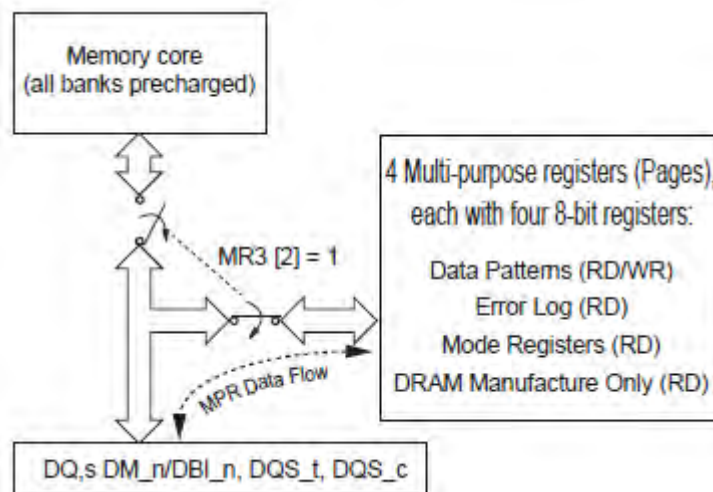 Memory core
(all banks precharged)
4 Multi-purpose registers (Pages),
each with four 8-bit registers:
Data Patterns (RD/WR)
Error Log (RD)
Mode Registers (RD)
DRAM Manufacture Only (RD)
MR3 [2] = 1
MPR Data Flow
DQ,s DM_n/DBI_n, DQS_t, DQS_c